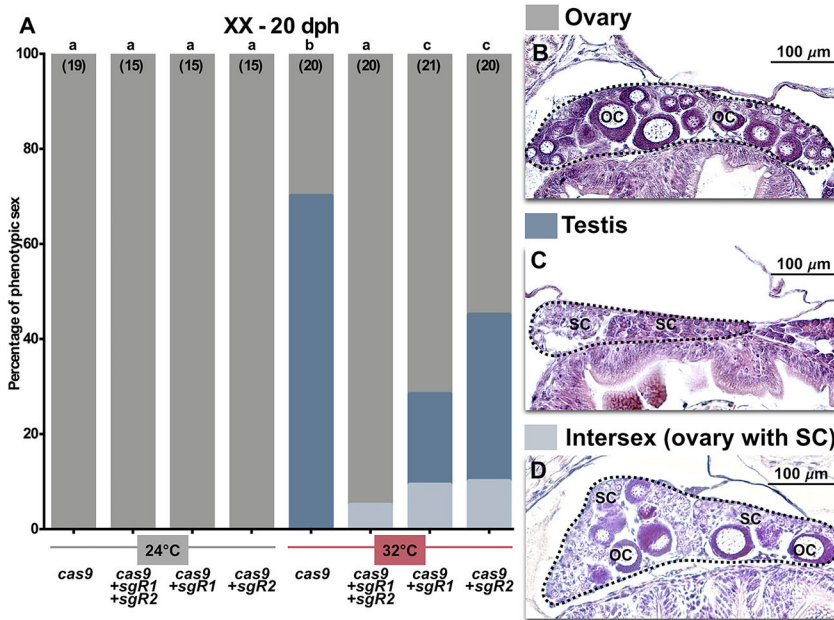 A
XX - 20 dph
Percentage of phenotypic sex
100
80
60
40
20
0
a a a a b a c c
(19) (15) (15) (15) (20) (20) (21) (20)
24°C 32°C
cas9 cas9 cas9 cas9 cas9 cas9 cas9 cas9
+sgR1 +sgR1 +sgR2 +sgR1 +sgR1 +sgR2
+sgR2 +sgR2
Ovary
B
100 µm
OC OC
Testis
C
100 µm
SC SC
Intersex (ovary with SC)
D
100 µm
SC SC
OC OC